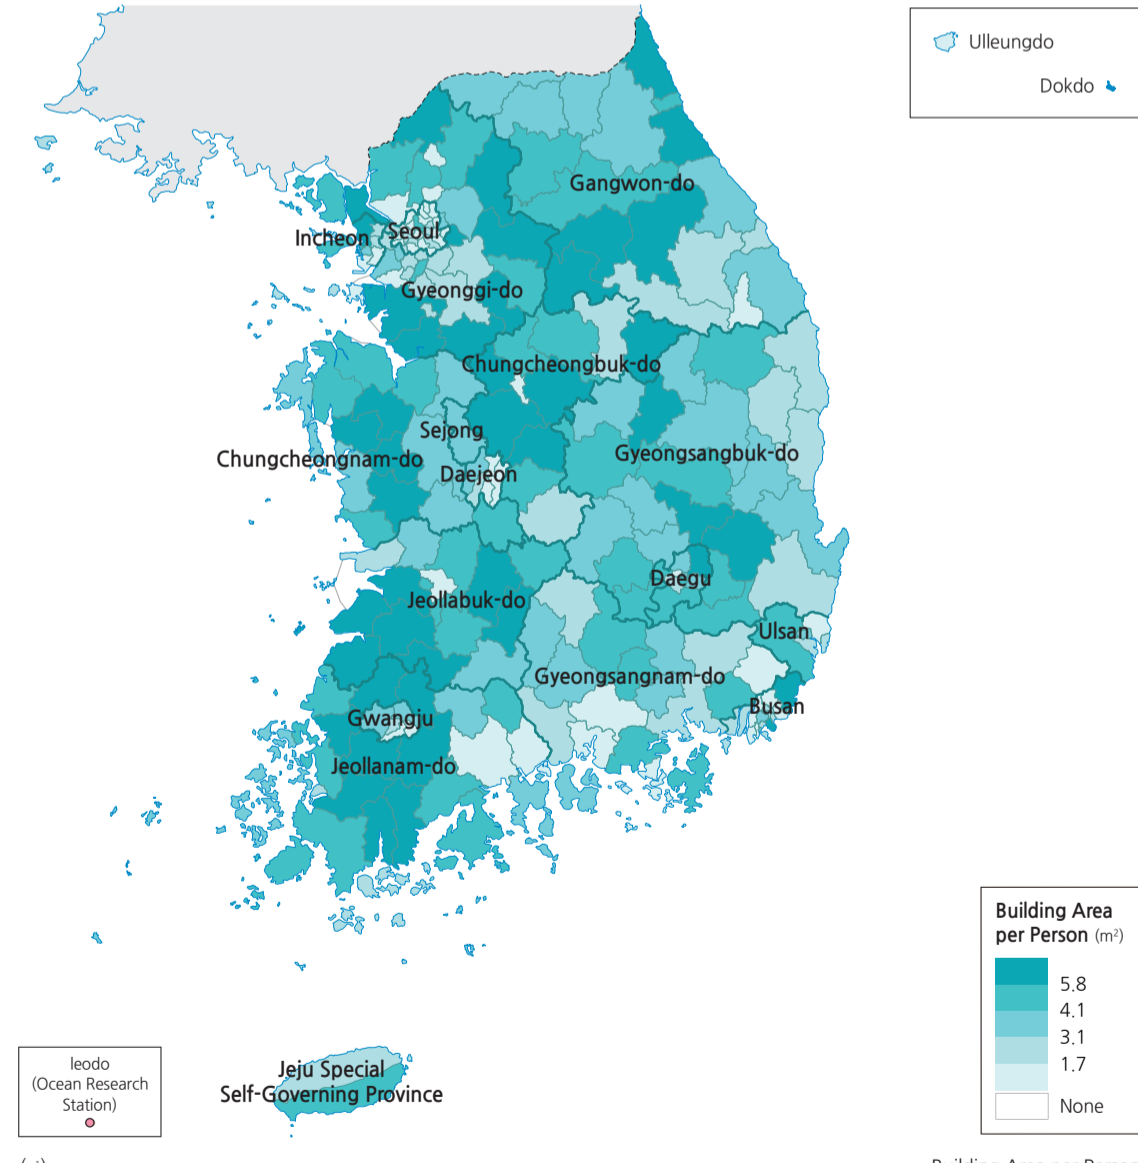 Ulleungdo
Dokdo
Gangwon-do
Seoul
Incheon
Gyeonggi-do
Chungcheongbuk-do
Sejong
Gyeongsangbuk-do
Chungcheongnam-do
Daejeon
Daegu
Jeollabuk-do
Ulsan
Gyeongsangnam-do
Busan
Gwangju
Jeollanam-do
Building Area
per Person (m²)
5.8
4.1
3.1
1.7
None
Ieodo
(Ocean Research
Station)
Jeju Special
Self-Governing Province